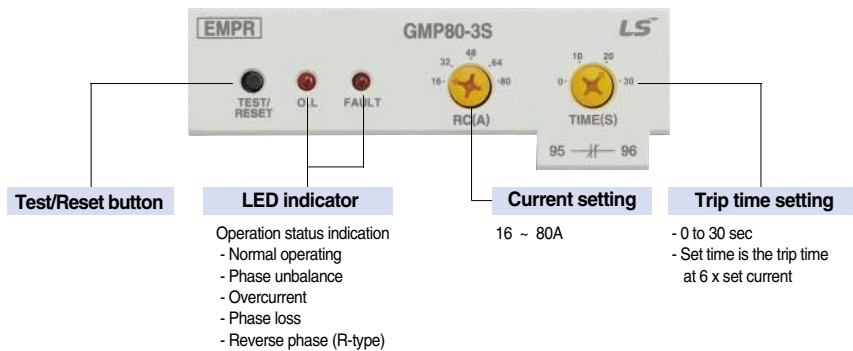 EMPR
GMP80-3S
LS
TEST/
RESET
O.L
FAULT
16
32
48
64
80
RC(A)
0
10
20
30
TIME(S)
95
96
Test/Reset button
LED indicator
Operation status indication
- Normal operating
- Phase unbalance
- Overcurrent
- Phase loss
- Reverse phase (R-type)
Current setting
16 ~ 80A
Trip time setting
- 0 to 30 sec
- Set time is the trip time
at 6 x set current